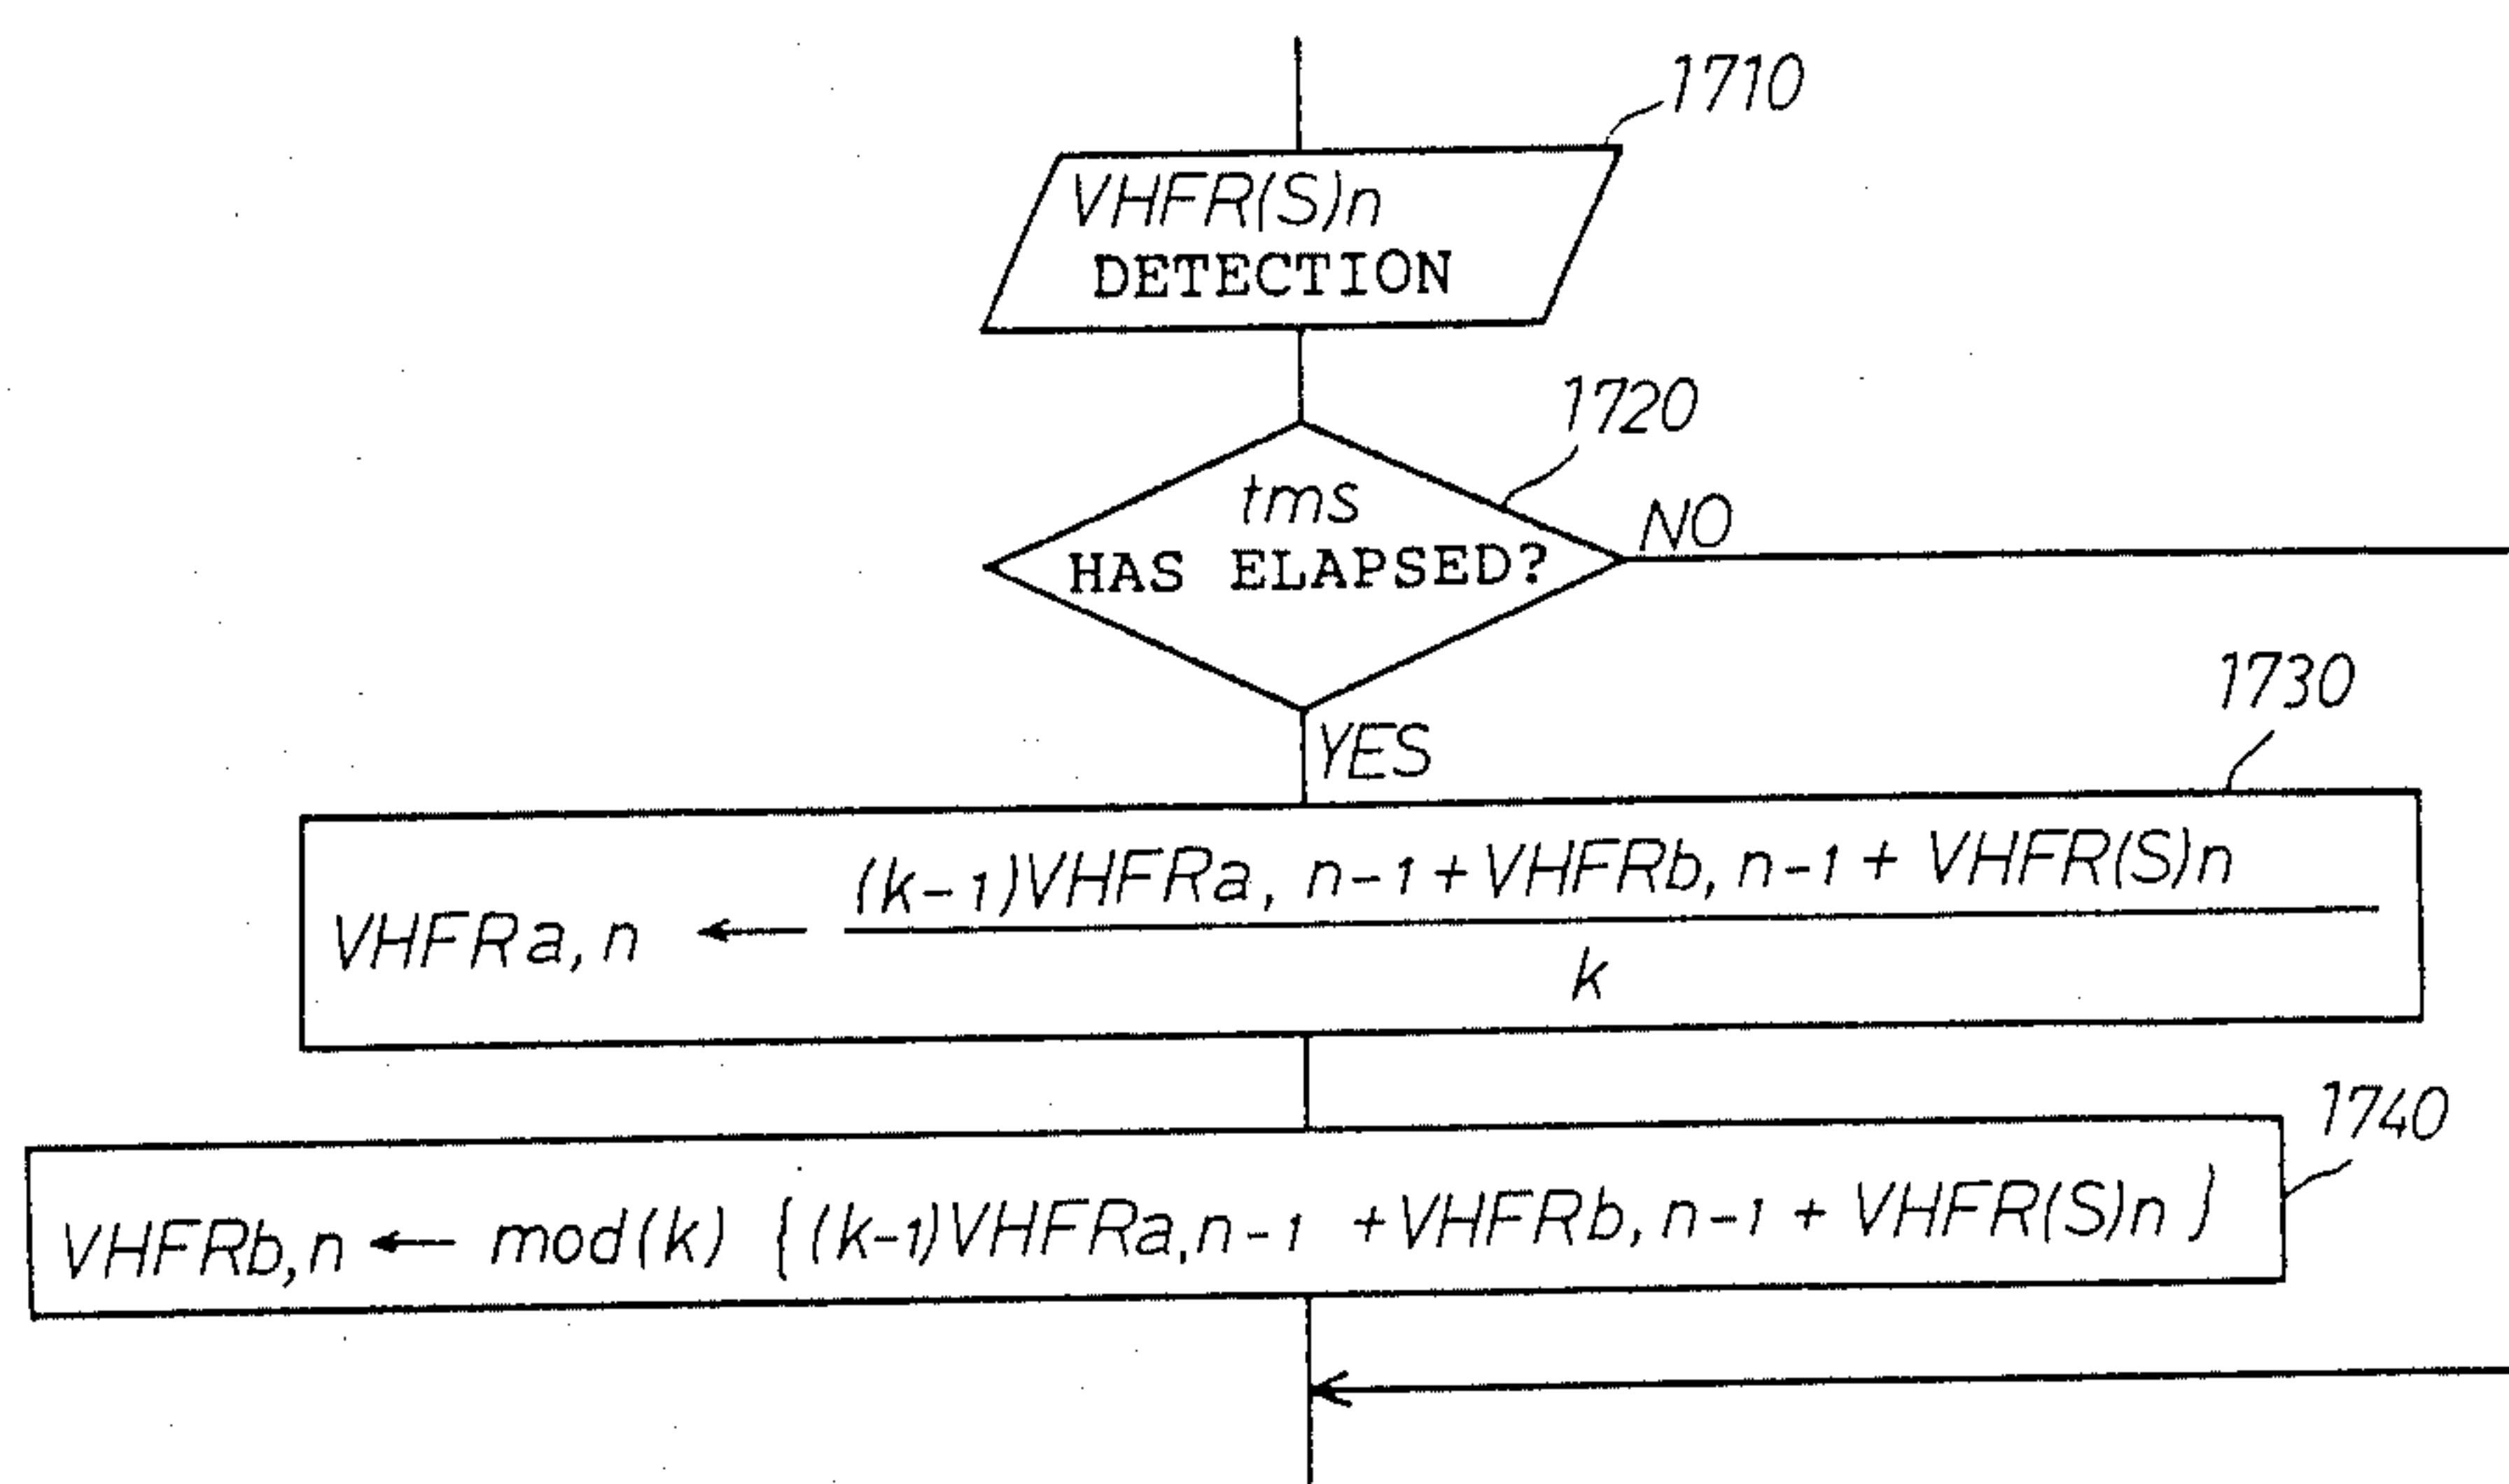 1710
VHFR(S)n
DETECTION
1720
tms
HAS ELAPSED?
NO
YES
1730
(k-1)VHFRa, n-1 + VHFRb, n-1 + VHFR(S)n
VHFRa, n ←
k
1740
VHFRb, n ← mod(k) {(k-1)VHFRa, n-1 + VHFRb, n-1 + VHFR(S)n }